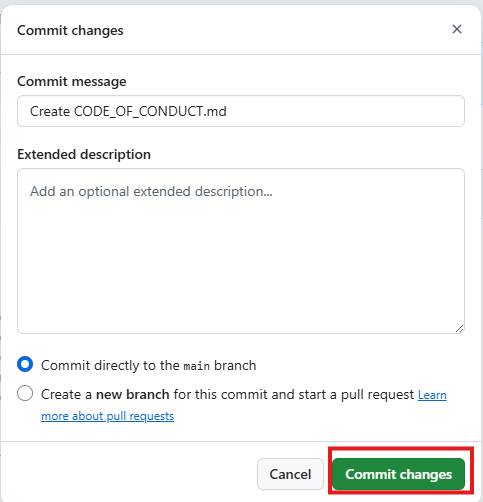 Commit changes
Commit message
Create CODE_OF_CONDUCT.md
Extended description
Add an optional extended description...
Commit directly to the main branch
Create a new branch for this commit and start a pull request Learn
more about pull requests
Cancel
Commit changes